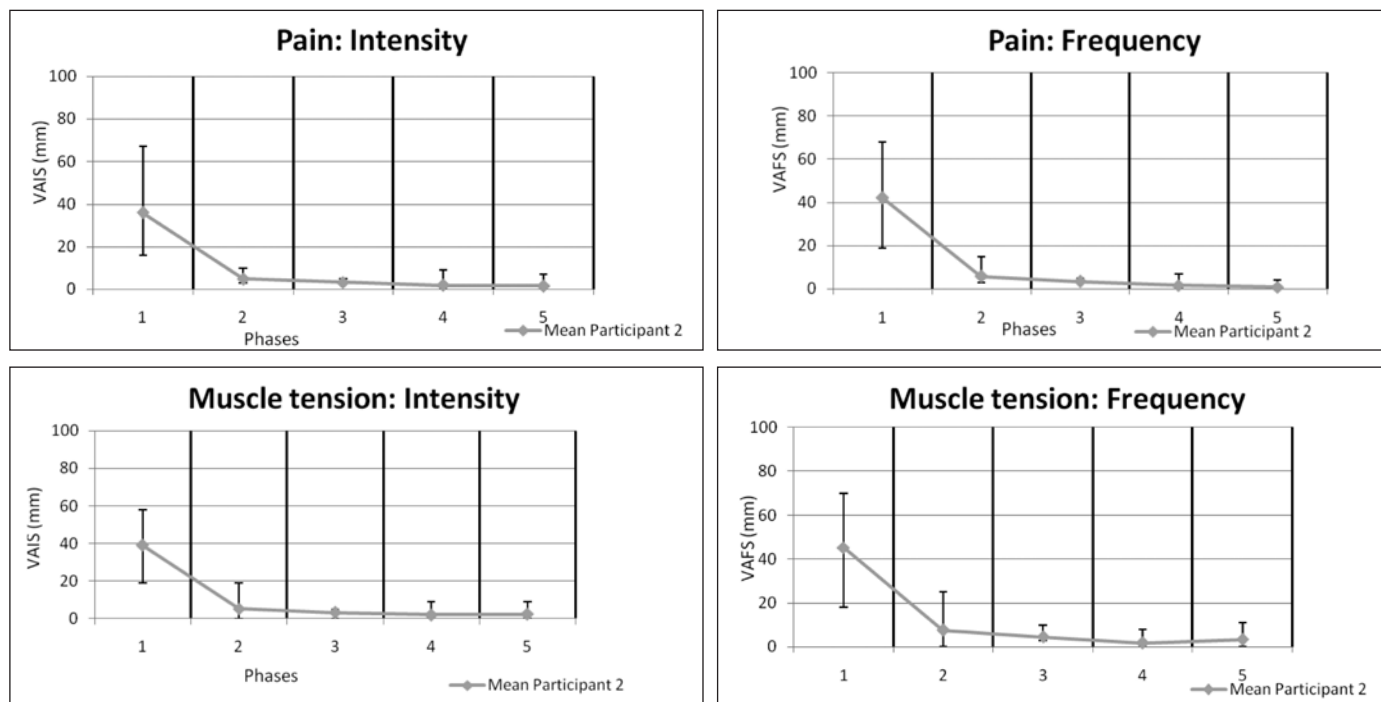 Pain: Intensity
100
80
60
40
20
0
VAIS (mm)
1 2 3 4 5
Phases
Mean Participant 2
Pain: Frequency
100
80
60
40
20
0
VAFS (mm)
1 2 3 4 5
Phases
Mean Participant 2
Muscle tension: Intensity
100
80
60
40
20
0
VAIS (mm)
1 2 3 4 5
Phases
Mean Participant 2
Muscle tension: Frequency
100
80
60
40
20
0
VAFS (mm)
1 2 3 4 5
Mean Participant 2